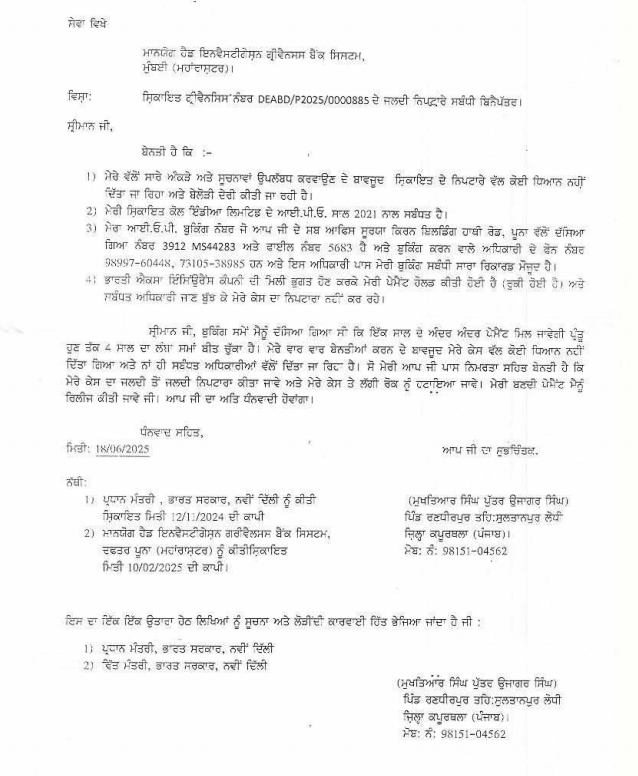 ਸੇਵਾ ਵਿਖੇ
ਮਾਨਯੋਗ ਹੈਡ ਇਨਵੈਸਟੀਗੇਸ਼ਨ ਗ੍ਰੀਵੈਨਸਸ ਬੈਂਕ ਸਿਸਟਮ,
ਮੁੰਬਈ (ਮਹਾਂਰਾਸ਼ਟਰ)।
ਵਿਸ਼ਾ: ਸ਼ਿਕਾਇਤ ਟ੍ਰੀਵੈਨਸਿਸ ਨੰਬਰ DEABD/P2025/0000885 ਦੇ ਜਲਦੀ ਨਿਪਟਾਰੇ ਸਬੰਧੀ ਬਿਨੈਪੱਤਰ।
ਸ਼੍ਰੀਮਾਨ ਜੀ,
ਬੇਨਤੀ ਹੈ ਕਿ :-
1) ਮੇਰੇ ਵੱਲੋਂ ਸਾਰੇ ਅੰਕੜੇ ਅਤੇ ਸੂਚਨਾਵਾਂ ਉਪਲੱਬਧ ਕਰਵਾਉਣ ਦੇ ਬਾਵਜੂਦ ਸ਼ਿਕਾਇਤ ਦੇ ਨਿਪਟਾਰੇ ਵੱਲ ਕੋਈ ਧਿਆਨ ਨਹੀਂ
ਦਿੱਤਾ ਜਾ ਰਿਹਾ ਅਤੇ ਬੇਲੋੜੀ ਦੇਰੀ ਕੀਤੀ ਜਾ ਰਹੀ ਹੈ।
2) ਮੇਰੀ ਸ਼ਿਕਾਇਤ ਕੋਲ ਇੰਡੀਆ ਲਿਮਟਿਡ ਦੇ ਆਈ.ਪੀ.ਓ. ਸਾਲ 2021 ਨਾਲ ਸਬੰਧਤ ਹੈ।
3) ਮੇਰਾ ਆਈ.ਓ.ਪੀ. ਬੁਕਿੰਗ ਨੰਬਰ ਜੋ ਆਪ ਜੀ ਦੇ ਸਬ ਆਫਿਸ ਸੂਰਯਾ ਕਿਰਨ ਬਿਲਡਿੰਗ ਹਾਥੀ ਰੋਡ, ਪੂਨਾ ਵੱਲੋਂ ਦੱਸਿਆ
ਗਿਆ ਨੰਬਰ 3912 MS44283 ਅਤੇ ਫਾਈਲ ਨੰਬਰ 5683 ਹੈ ਅਤੇ ਬੁਕਿੰਗ ਕਰਨ ਵਾਲੇ ਅਧਿਕਾਰੀ ਦੇ ਫੋਨ ਨੰਬਰ
98997-60448, 73105-38985 ਹਨ ਅਤੇ ਇਸ ਅਧਿਕਾਰੀ ਪਾਸ ਮੇਰੀ ਬੁਕਿੰਗ ਸਬੰਧੀ ਸਾਰਾ ਰਿਕਾਰਡ ਮੌਜੂਦ ਹੈ।
4) ਭਾਰਤੀ ਐਕਸਾ ਇੰਸਿਉਰੈਂਸ ਕੰਪਨੀ ਦੀ ਮਿਲੀ ਭੁਗਤ ਹੋਣ ਕਰਕੇ ਮੇਰੀ ਪੇਮੈਂਟ ਹੋਲਡ ਕੀਤੀ ਹੋਈ ਹੈ (ਰੁਕੀ ਹੋਈ ਹੈ) ਅਤੇ
ਸਬੰਧਤ ਅਧਿਕਾਰੀ ਜਾਣ ਬੁੱਝ ਕੇ ਮੇਰੇ ਕੇਸ ਦਾ ਨਿਪਟਾਰਾ ਨਹੀਂ ਕਰ ਰਹੇ।
ਸ਼੍ਰੀਮਾਨ ਜੀ, ਬੁਕਿੰਗ ਸਮੇਂ ਮੈਨੂੰ ਦੱਸਿਆ ਗਿਆ ਸੀ ਕਿ ਇੱਕ ਸਾਲ ਦੇ ਅੰਦਰ ਅੰਦਰ ਪੇਮੈਂਟ ਮਿਲ ਜਾਵੇਗੀ ਪ੍ਰੰਤੂ
ਹੁਣ ਤੱਕ 4 ਸਾਲ ਦਾ ਲੰਬਾ ਸਮਾਂ ਬੀਤ ਚੁੱਕਾ ਹੈ। ਮੇਰੇ ਵਾਰ ਵਾਰ ਬੇਨਤੀਆਂ ਕਰਨ ਦੇ ਬਾਵਜੂਦ ਮੇਰੇ ਕੇਸ ਵੱਲ ਕੋਈ ਧਿਆਨ ਨਹੀਂ
ਦਿੱਤਾ ਗਿਆ ਅਤੇ ਨਾਂ ਹੀ ਸਬੰਧਤ ਅਧਿਕਾਰੀਆਂ ਵੱਲੋਂ ਦਿੱਤਾ ਜਾ ਰਿਹਾ ਹੈ। ਸੋ ਮੇਰੀ ਆਪ ਜੀ ਪਾਸ ਨਿਮਰਤਾ ਸਹਿਤ ਬੇਨਤੀ ਹੈ ਕਿ
ਮੇਰੇ ਕੇਸ ਦਾ ਜਲਦੀ ਤੋਂ ਜਲਦੀ ਨਿਪਟਾਰਾ ਕੀਤਾ ਜਾਵੇ ਅਤੇ ਮੇਰੇ ਕੇਸ ਤੇ ਲੱਗੀ ਰੋਕ ਨੂੰ ਹਟਾਇਆ ਜਾਵੇ। ਮੇਰੀ ਬਣਦੀ ਪੇਮੈਂਟ ਮੈਨੂੰ
ਰਿਲੀਜ ਕੀਤੀ ਜਾਵੇ ਜੀ। ਆਪ ਜੀ ਦਾ ਅਤਿ ਧੰਨਵਾਦੀ ਹੋਵਾਂਗਾ।
ਧੰਨਵਾਦ ਸਹਿਤ,
ਮਿਤੀ: 18/06/2025 ਆਪ ਜੀ ਦਾ ਸ਼ੁਭਚਿੰਤਕ,
ਨੱਥੀ:
1) ਪ੍ਰਧਾਨ ਮੰਤਰੀ , ਭਾਰਤ ਸਰਕਾਰ, ਨਵੀਂ ਦਿੱਲੀ ਨੂੰ ਕੀਤੀ (ਮੁਖਤਿਆਰ ਸਿੰਘ ਪੁੱਤਰ ਉਜਾਗਰ ਸਿੰਘ)
ਸ਼ਿਕਾਇਤ ਮਿਤੀ 12/11/2024 ਦੀ ਕਾਪੀ ਪਿੰਡ ਰਣਧੀਰਪੁਰ ਤਹਿ:ਸੁਲਤਾਨਪੁਰ ਲੋਧੀ
2) ਮਾਨਯੋਗ ਹੈਡ ਇਨਵੈਸਟੀਗੇਸ਼ਨ ਗਰੀਵੈਲਸਸ ਬੈਂਕ ਸਿਸਟਮ, ਜ਼ਿਲ੍ਹਾ ਕਪੂਰਥਲਾ (ਪੰਜਾਬ)।
ਦਫਤਰ ਪੂਨਾ (ਮਹਾਂਰਾਸ਼ਟਰ) ਨੂੰ ਕੀਤੀਸ਼ਿਕਾਇਤ ਮੋਬ: ਨੰ: 98151-04562
ਮਿਤੀ 10/02/2025 ਦੀ ਕਾਪੀ।
ਇਸ ਦਾ ਇੱਕ ਇੱਕ ਉਤਾਰਾ ਹੇਠ ਲਿਖਿਆਂ ਨੂੰ ਸੂਚਨਾ ਅਤੇ ਲੋੜੀਂਦੀ ਕਾਰਵਾਈ ਹਿੱਤ ਭੇਜਿਆ ਜਾਂਦਾ ਹੈ ਜੀ :
1) ਪ੍ਰਧਾਨ ਮੰਤਰੀ, ਭਾਰਤ ਸਰਕਾਰ, ਨਵੀਂ ਦਿੱਲੀ
2) ਵਿੱਤ ਮੰਤਰੀ, ਭਾਰਤ ਸਰਕਾਰ, ਨਵੀਂ ਦਿੱਲੀ
(ਮੁਖਤਿਆਰ ਸਿੰਘ ਪੁੱਤਰ ਉਜਾਗਰ ਸਿੰਘ)
ਪਿੰਡ ਰਣਧੀਰਪੁਰ ਤਹਿ:ਸੁਲਤਾਨਪੁਰ ਲੋਧੀ
ਜ਼ਿਲ੍ਹਾ ਕਪੂਰਥਲਾ (ਪੰਜਾਬ)।
ਮੋਬ: ਨੰ: 98151-04562